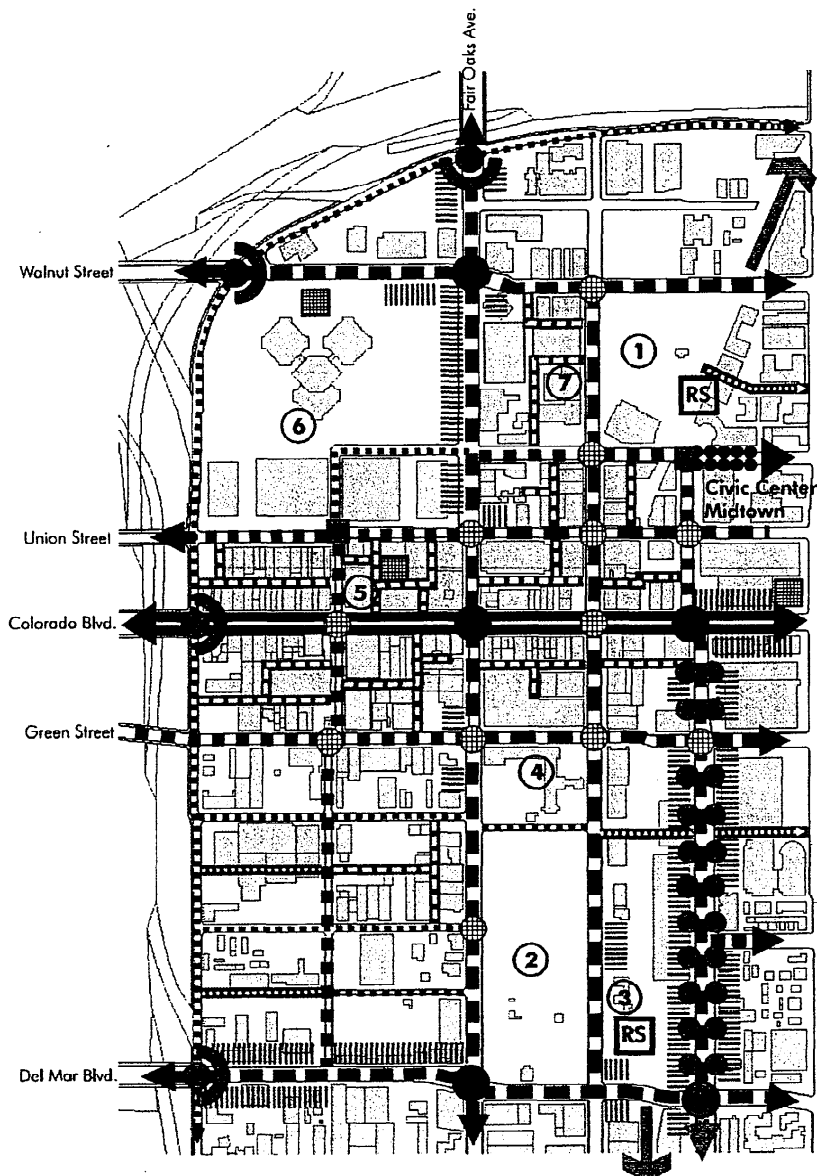 Fair Oaks Ave.
Walnut Street
1
7
RS
6
Civic Center
Midtown
Union Street
5
Colorado Blvd.
Green Street
4
2
3
RS
Del Mar Blvd.